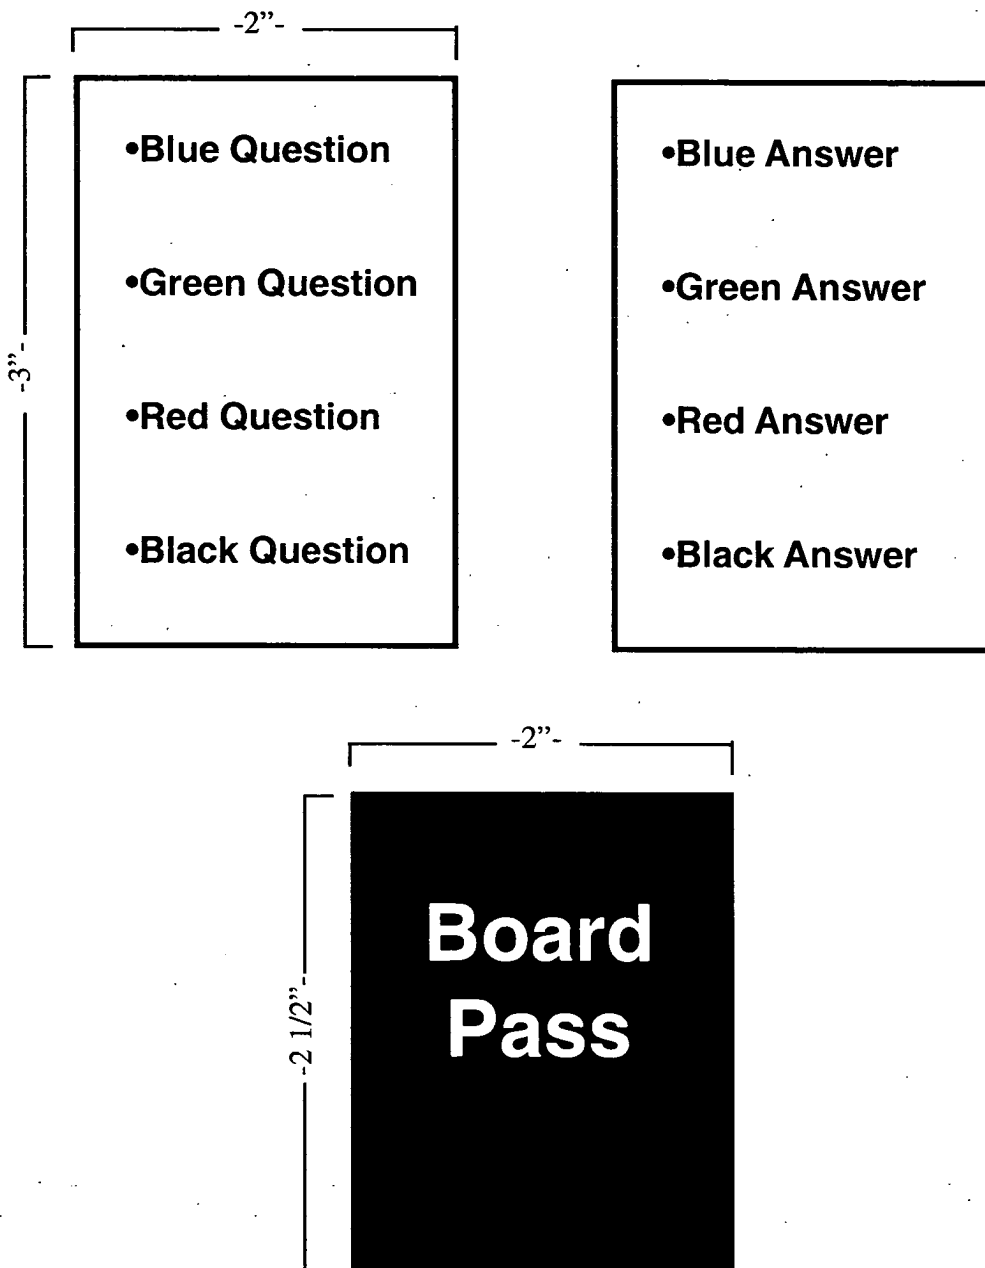 -2”-
-3”-
•Blue Question
•Green Question
•Red Question
•Black Question
•Blue Answer
•Green Answer
•Red Answer
•Black Answer
-2”-
-2 1/2”-
Board
Pass